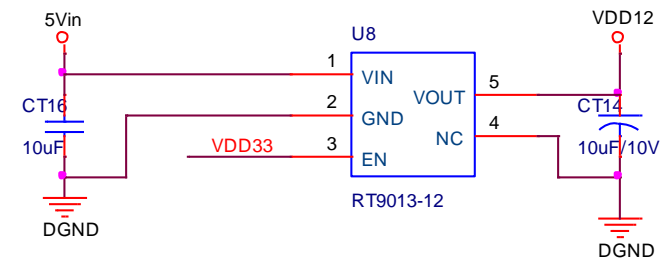 5Vin
VDD12
U8
1
VIN
5
CT16
2
VOUT
CT14
GND
4
10uF
VDD33
3
NC
10uF/10V
EN
RT9013-12
DGND
DGND